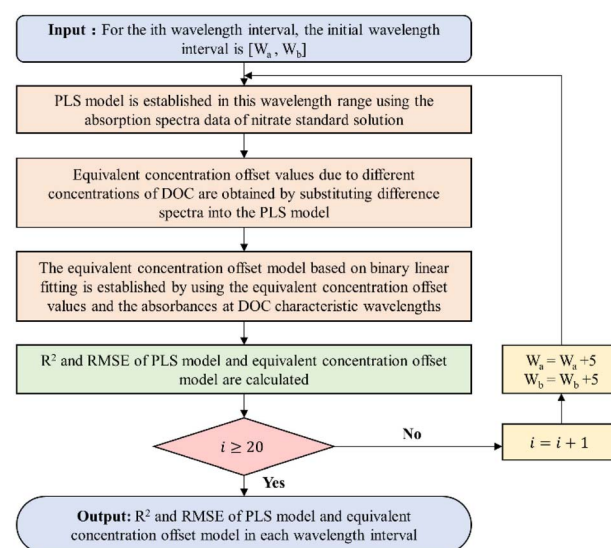 Input : For the ith wavelength interval, the initial wavelength
interval is [Wa , Wb]
PLS model is established in this wavelength range using the
absorption spectra data of nitrate standard solution
Equivalent concentration offset values due to different
concentrations of DOC are obtained by substituting difference
spectra into the PLS model
The equivalent concentration offset model based on binary linear
fitting is established by using the equivalent concentration offset
values and the absorbances at DOC characteristic wavelengths
R² and RMSE of PLS model and equivalent concentration offset
model are calculated
i ≥ 20
No
i = i + 1
Wa = Wa +5
Wb = Wb +5
Yes
Output: R² and RMSE of PLS model and equivalent
concentration offset model in each wavelength interval